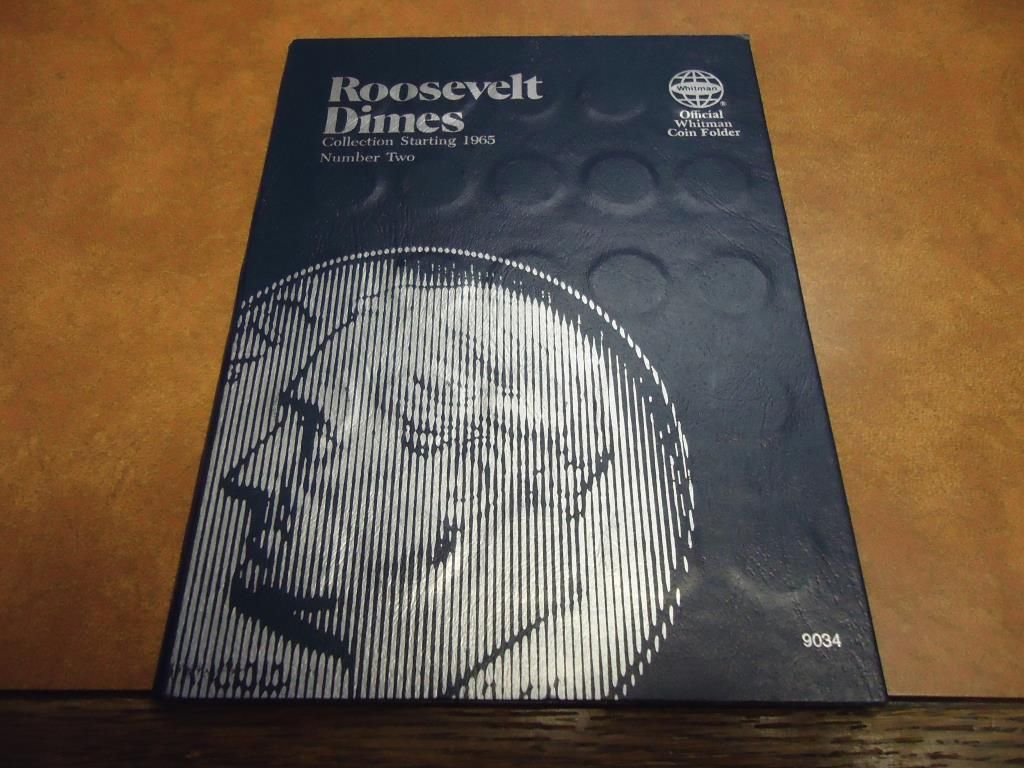 Roosevelt
Dimes
Collection Starting 1965
Number Two
Whitman
®
Official
Whitman
Coin Folder
9034